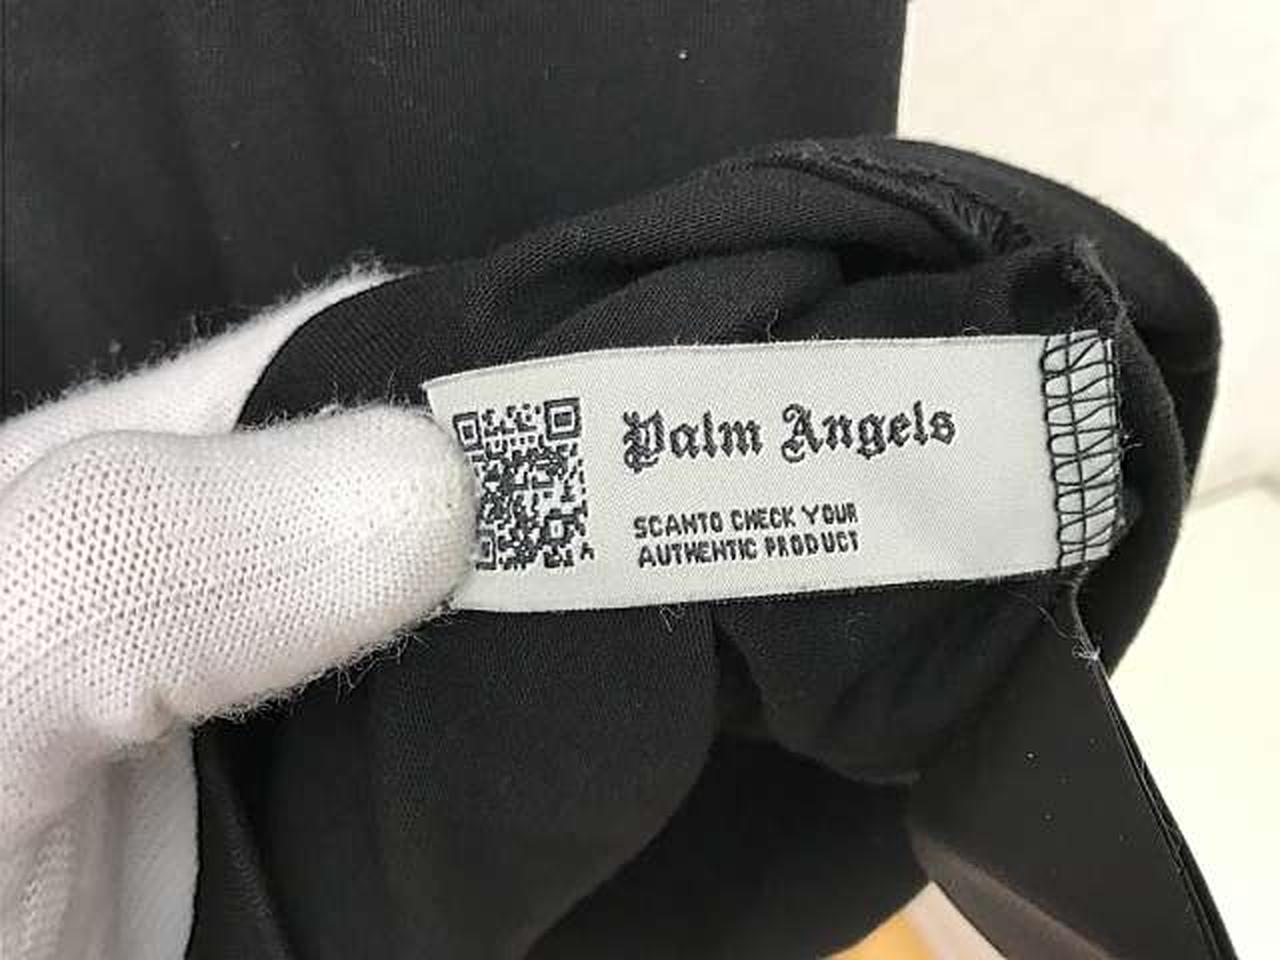 Palm Angels
SCANTO CHECK YOUR
AUTHENTIC PRODUCT
A